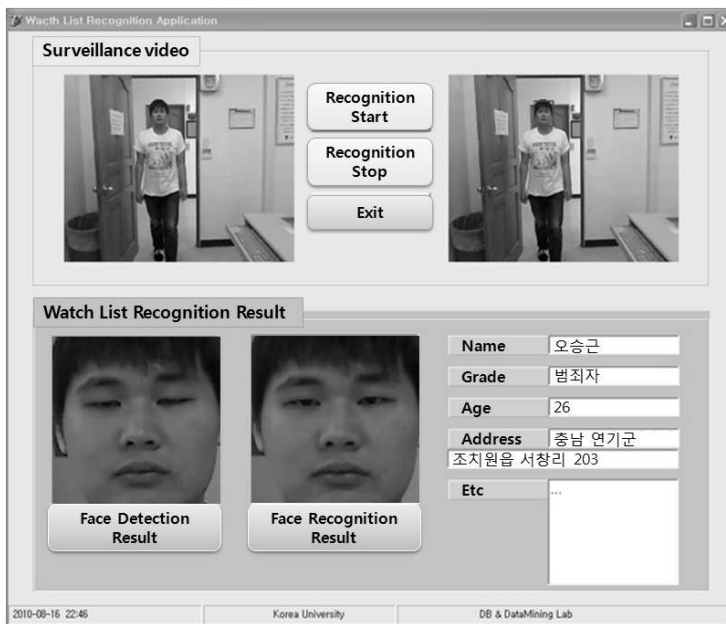 Wacth List Recognition Application
Surveillance video
Recognition
Start
Recognition
Stop
Exit
Watch List Recognition Result
Face Detection
Result
Face Recognition
Result
Name 오승근
Grade 범죄자
Age 26
Address 충남 연기군
조치원읍 서창리 203
Etc ...
2010-08-16 22:46 Korea University DB & DataMining Lab